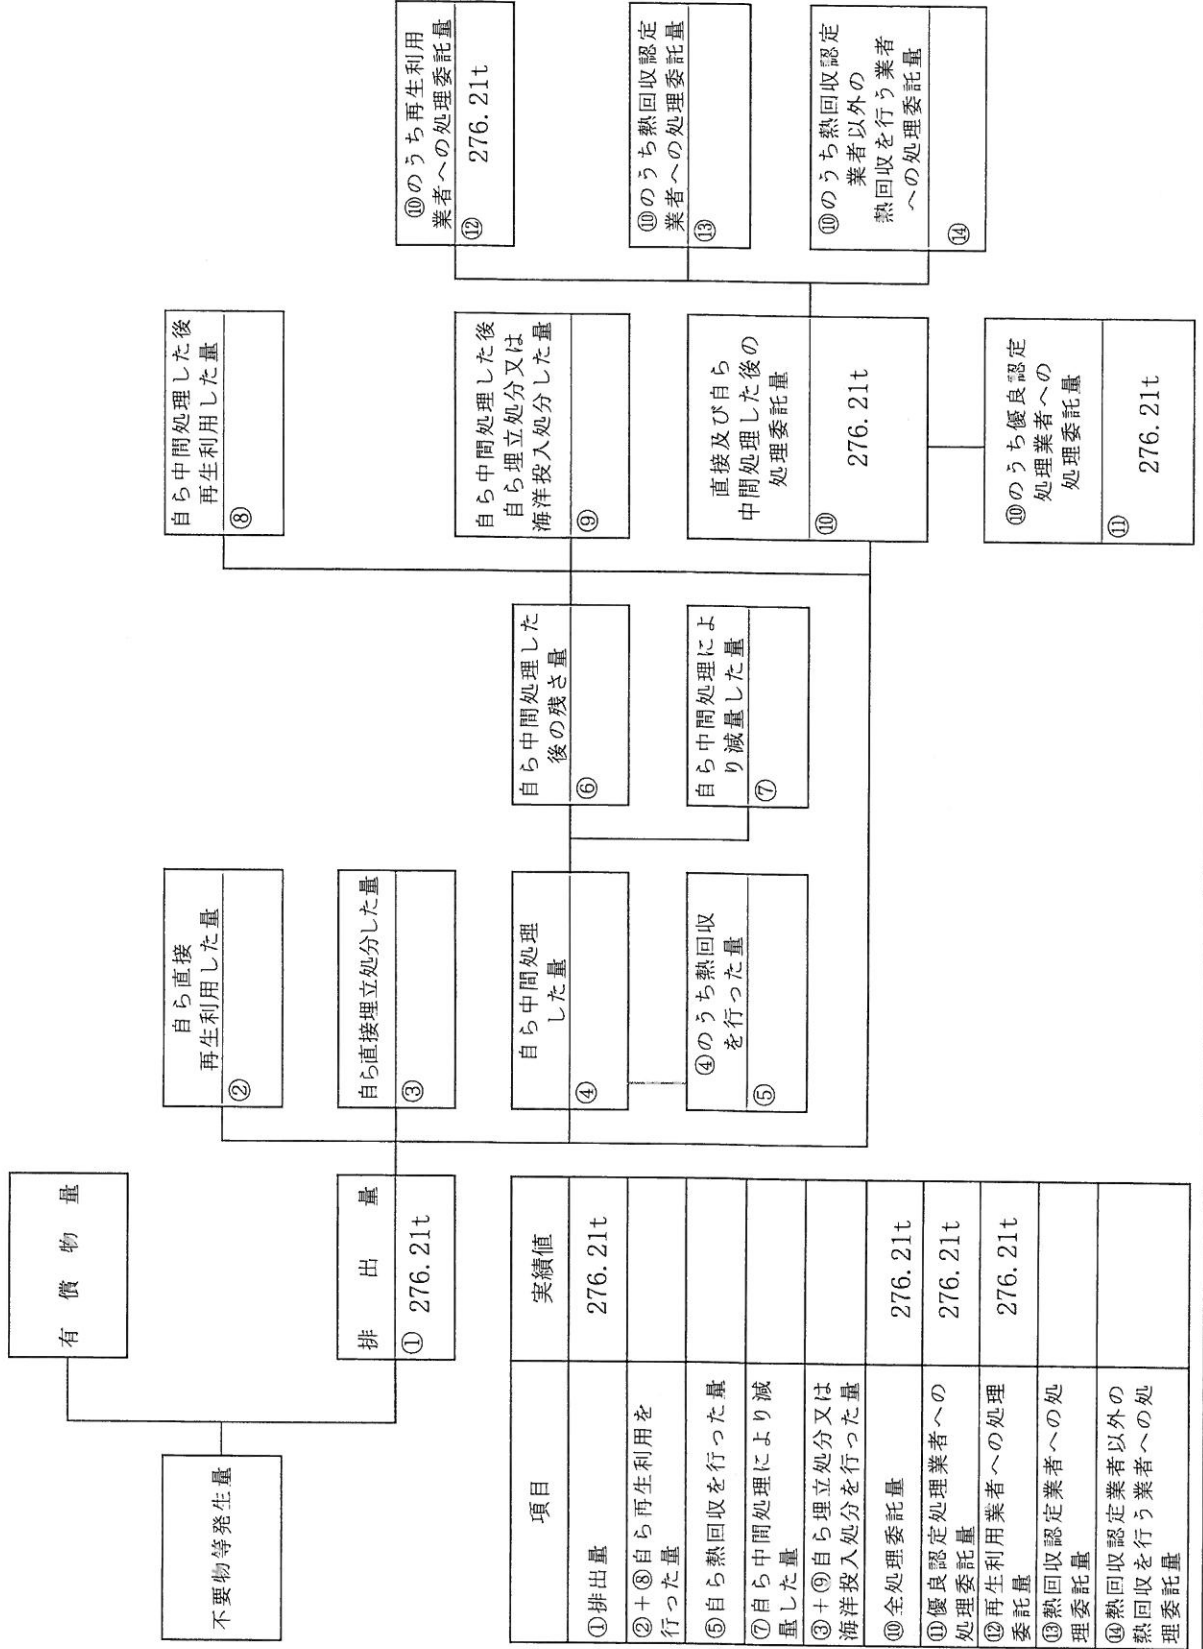 不要物等発生量
有償物量
排出量
① 276.21t
自ら直接
再生利用した量
②
自ら直接埋立処分した量
③
自ら中間処理
した量
④
④のうち熱回収
を行った量
⑤
自ら中間処理した
後の残さ量
⑥
自ら中間処理によ
り減量した量
⑦
自ら中間処理した後
再生利用した量
⑧
自ら中間処理した後
自ら埋立処分又は
海洋投入処分した量
⑨
直接及び自ら
中間処理した後の
処理委託量
⑩
276.21t
⑩のうち優良認定
処理業者への
処理委託量
⑪
276.21t
⑩のうち再生利用
業者への処理委託量
⑫
276.21t
⑩のうち熱回収認定
業者への処理委託量
⑬
⑩のうち熱回収認定
業者以外の
熱回収を行う業者
への処理委託量
⑭
項目 実績値
①排出量 276.21t
②+⑧自ら再生利用を
行った量
⑤自ら熱回収を行った量
⑦自ら中間処理により減
量した量
③+⑨自ら埋立処分又は
海洋投入処分を行った量
⑩全処理委託量 276.21t
⑪優良認定処理業者への
処理委託量 276.21t
⑫再生利用業者への処理
委託量 276.21t
⑬熱回収認定業者への処
理委託量
⑭熱回収認定業者以外の
熱回収を行う業者への処
理委託量